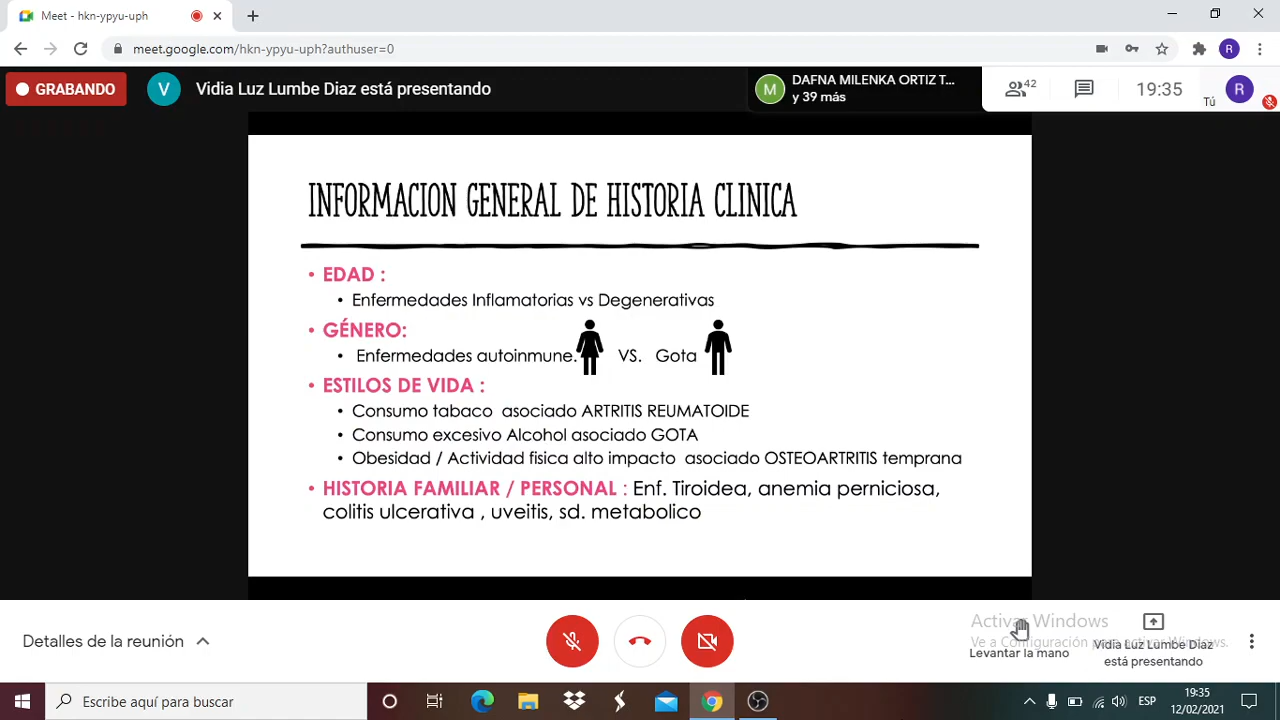 Meet - hkn-ypyu-uph
meet.google.com/hkn-ypyu-uph?authuser=0
R
GRABANDO
V
Vidia Luz Lumbe Diaz está presentando
M
DAFNA MILENKA ORTIZ T...
y 39 más
42
19:35
Tú
R
INFORMACION GENERAL DE HISTORIA CLINICA
• EDAD :
• Enfermedades Inflamatorias vs Degenerativas
• GÉNERO:
• Enfermedades autoinmune. VS. Gota
• ESTILOS DE VIDA :
• Consumo tabaco asociado ARTRITIS REUMATOIDE
• Consumo excesivo Alcohol asociado GOTA
• Obesidad / Actividad fisica alto impacto asociado OSTEOARTRITIS temprana
• HISTORIA FAMILIAR / PERSONAL : Enf. Tiroidea, anemia perniciosa,
colitis ulcerativa , uveitis, sd. metabolico
Detalles de la reunión
Activar Windows
Ve a Configuración para activar Windows.
Levantar la mano
Vidia Luz Lumbe Diaz
está presentando
Escribe aquí para buscar
ESP
19:35
12/02/2021